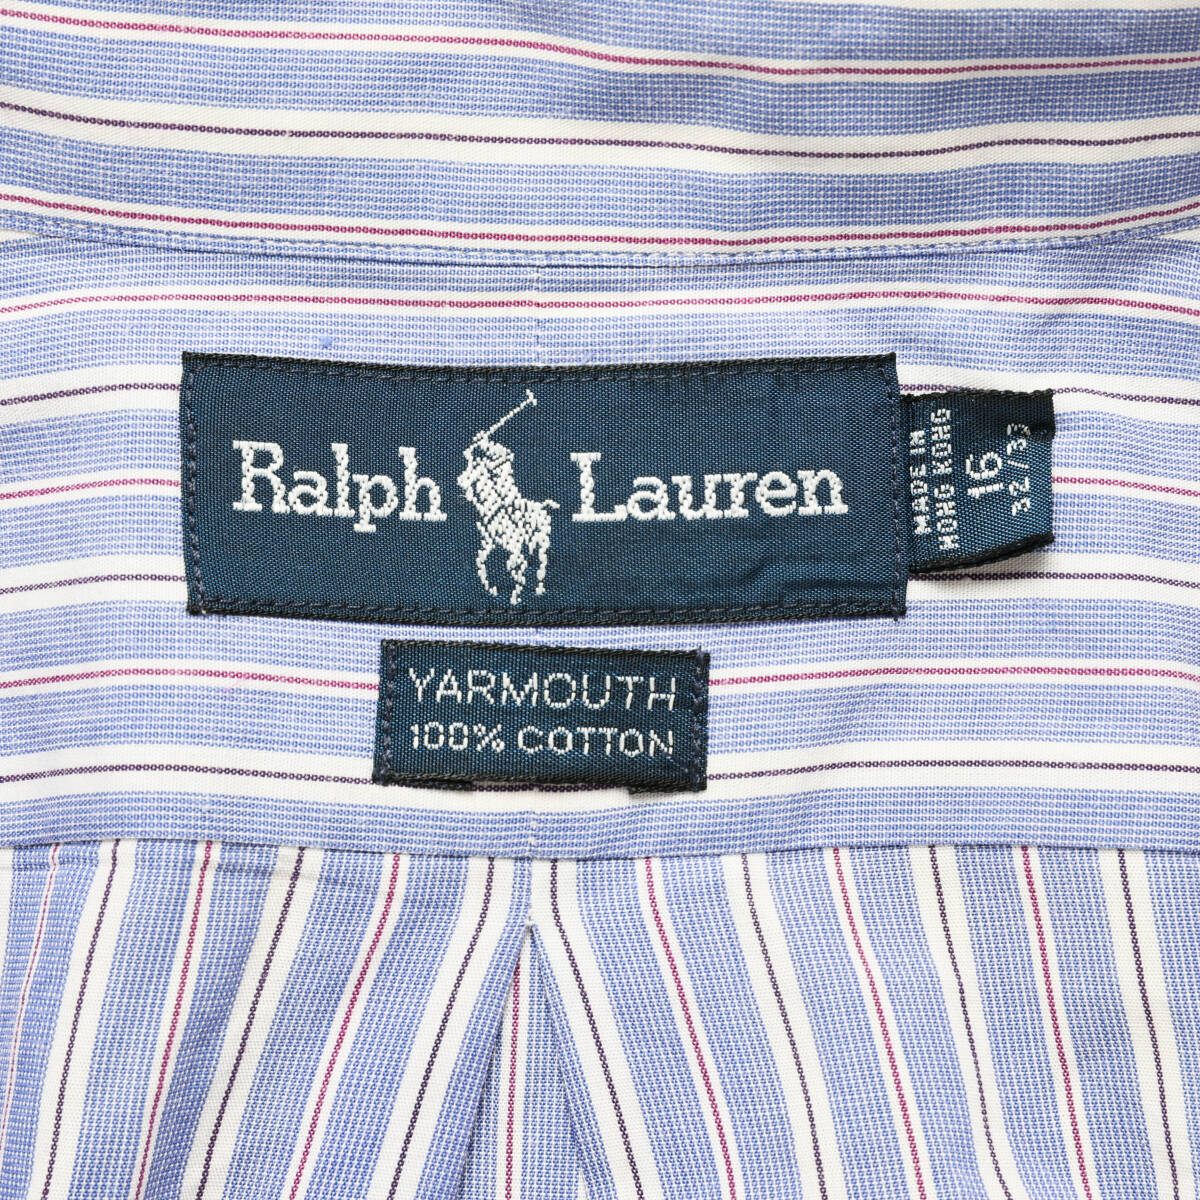 Ralph Lauren
MADE IN
HONG KONG
16
32/33
YARMOUTH
100% COTTON